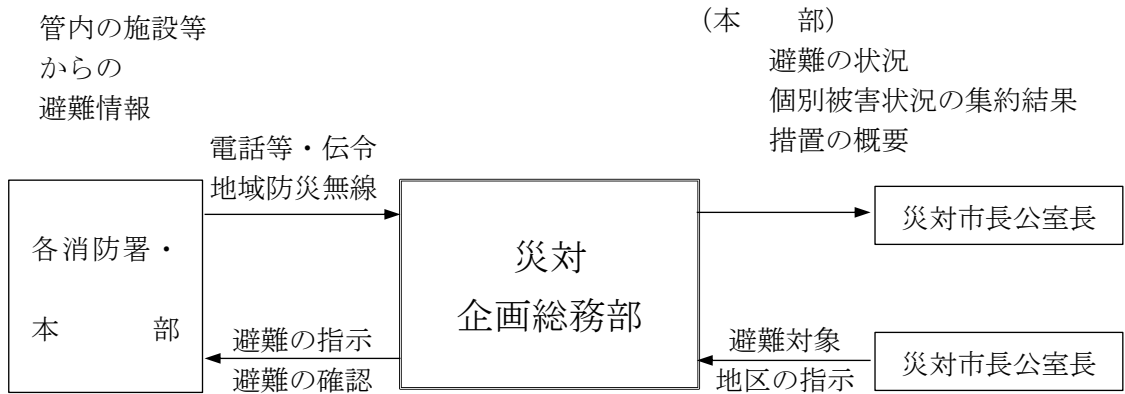 管内の施設等
からの
避難情報
(本　　部)
避難の状況
個別被害状況の集約結果
措置の概要
電話等・伝令
地域防災無線
各消防署・
本　　　部
災対
企画総務部
災対市長公室長
避難の指示
避難の確認
避難対象
地区の指示
災対市長公室長